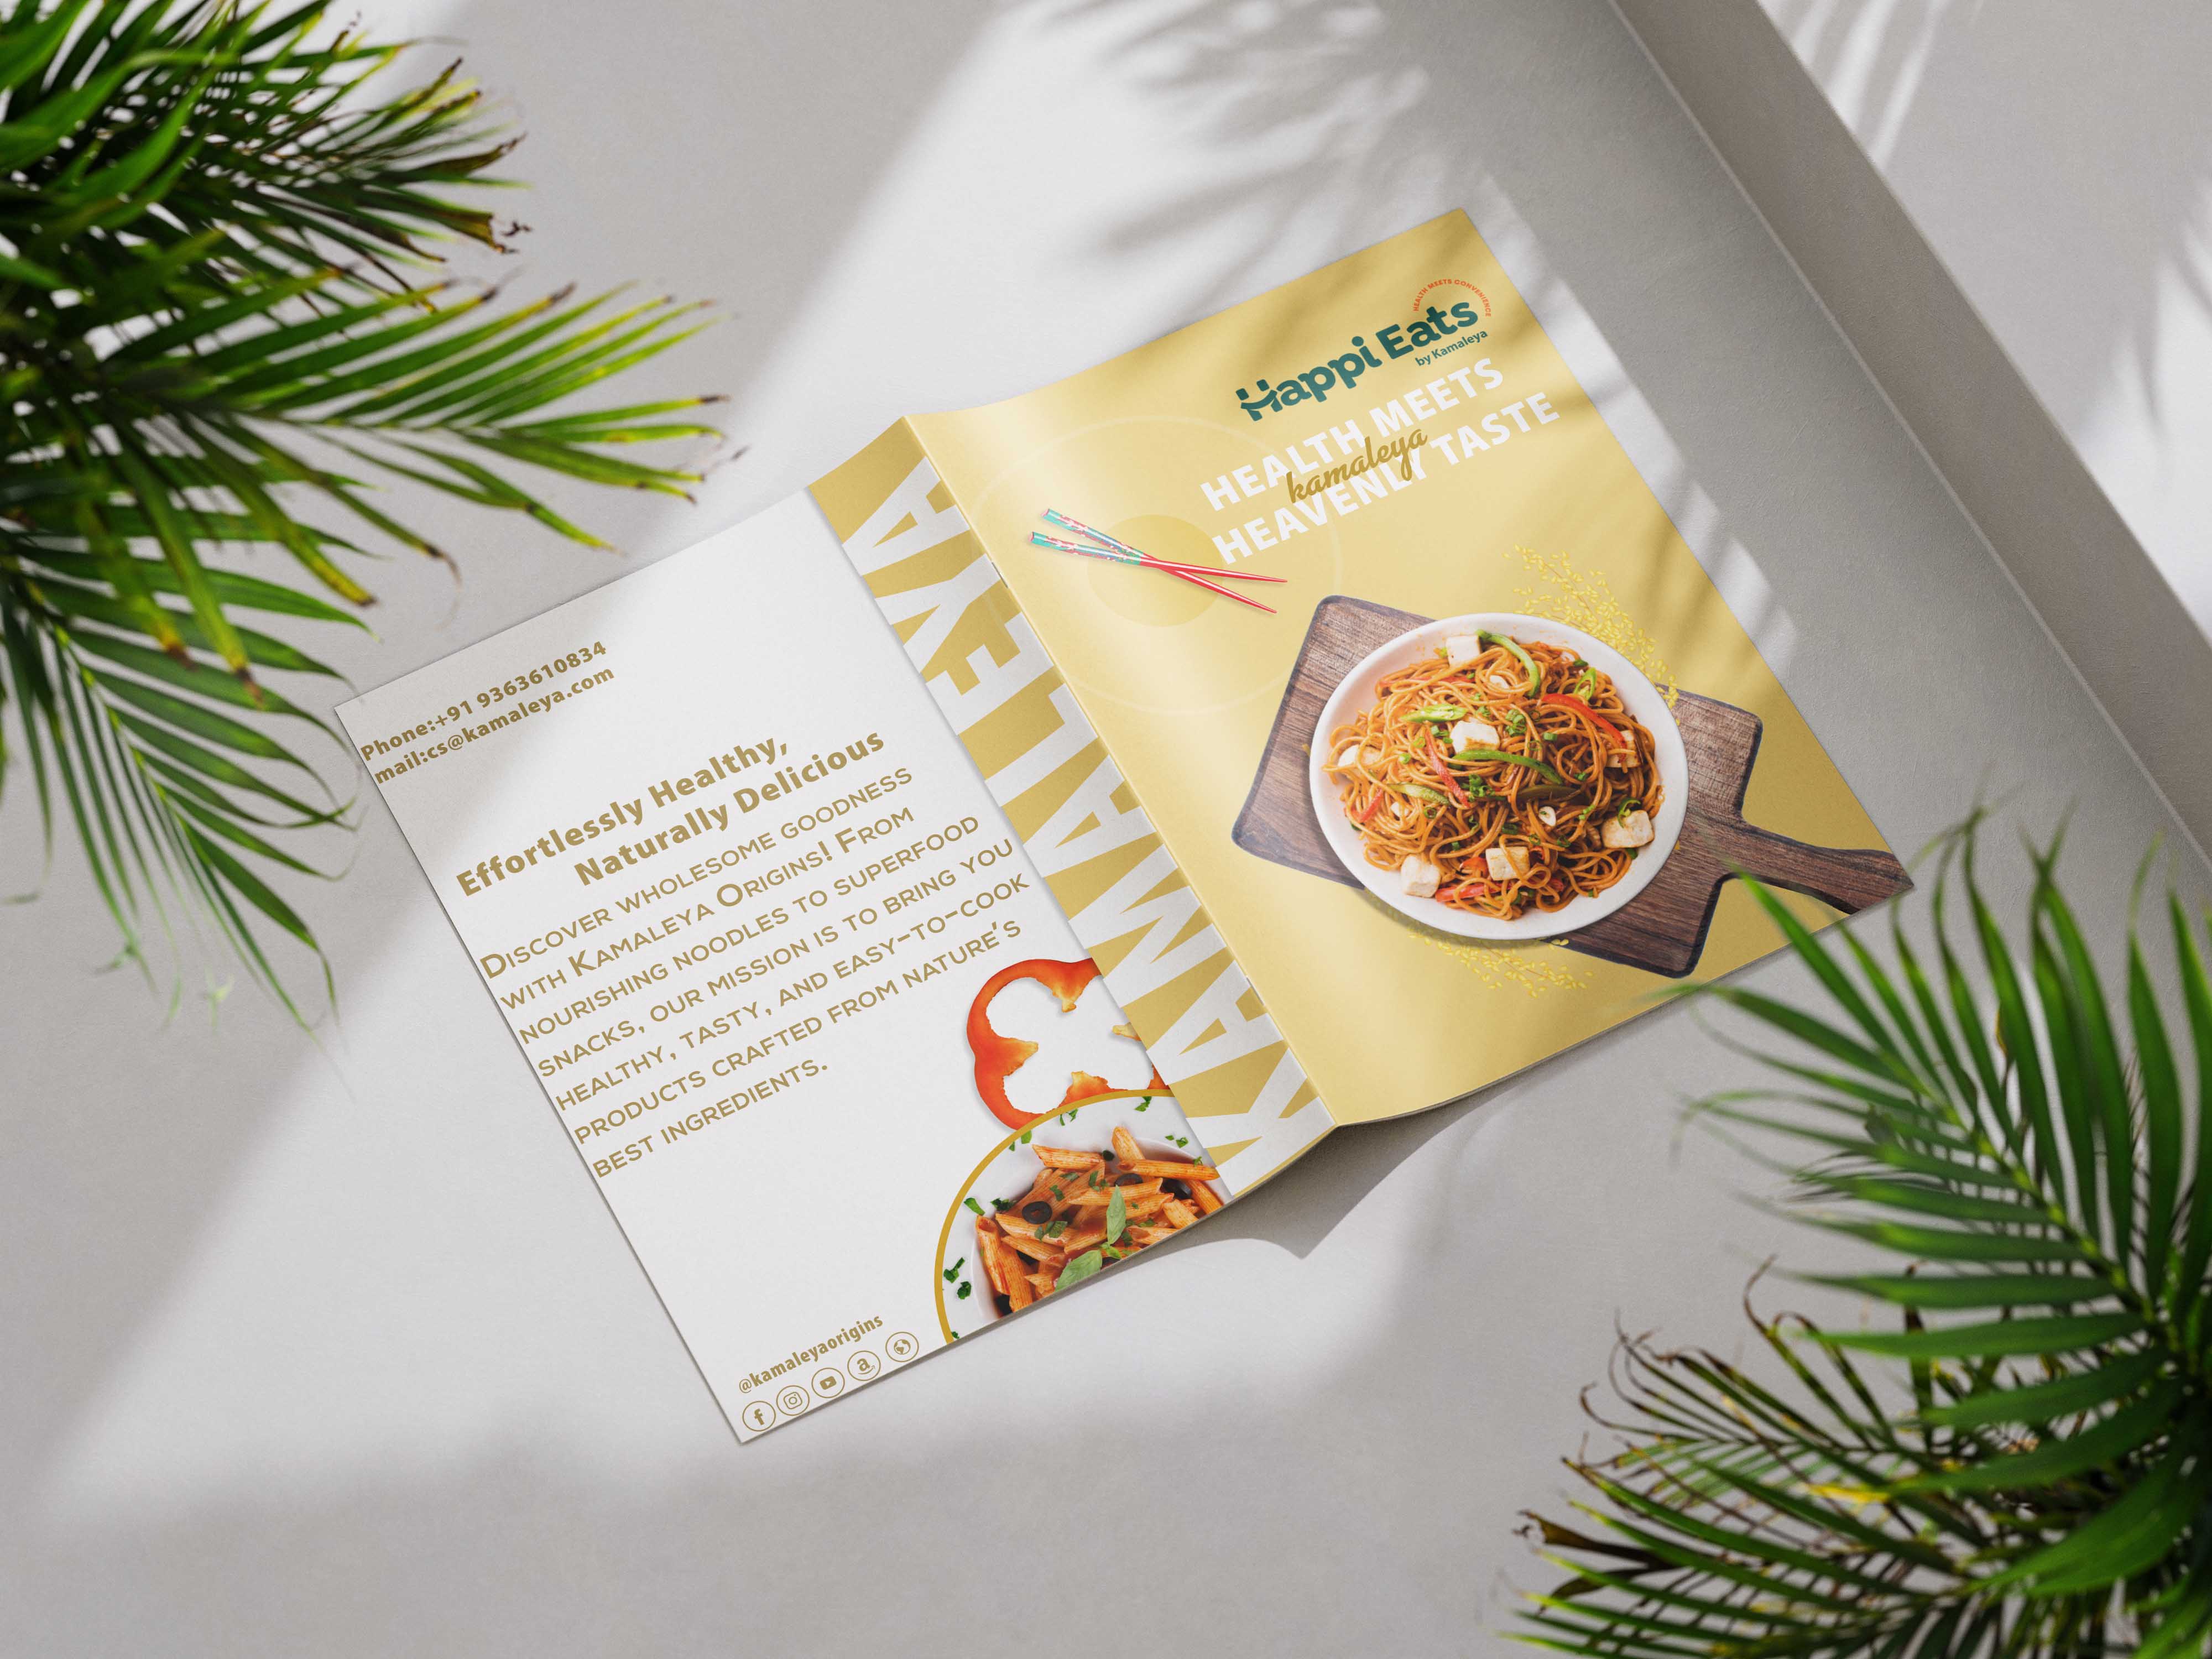 HEALTH MEETS CONVENIENCE
Happi Eats
by Kamaleya
HEALTH MEETS
kamaleya
HEAVENLY TASTE
KAMALEYA
Phone:+91 9363610834
mail:cs@kamaleya.com
Effortlessly Healthy,
Naturally Delicious
Discover wholesome goodness
with Kamaleya Origins! From
nourishing noodles to superfood
snacks, our mission is to bring you
healthy, tasty, and easy-to-cook
products crafted from nature's
best ingredients.
@kamaleyaorigins